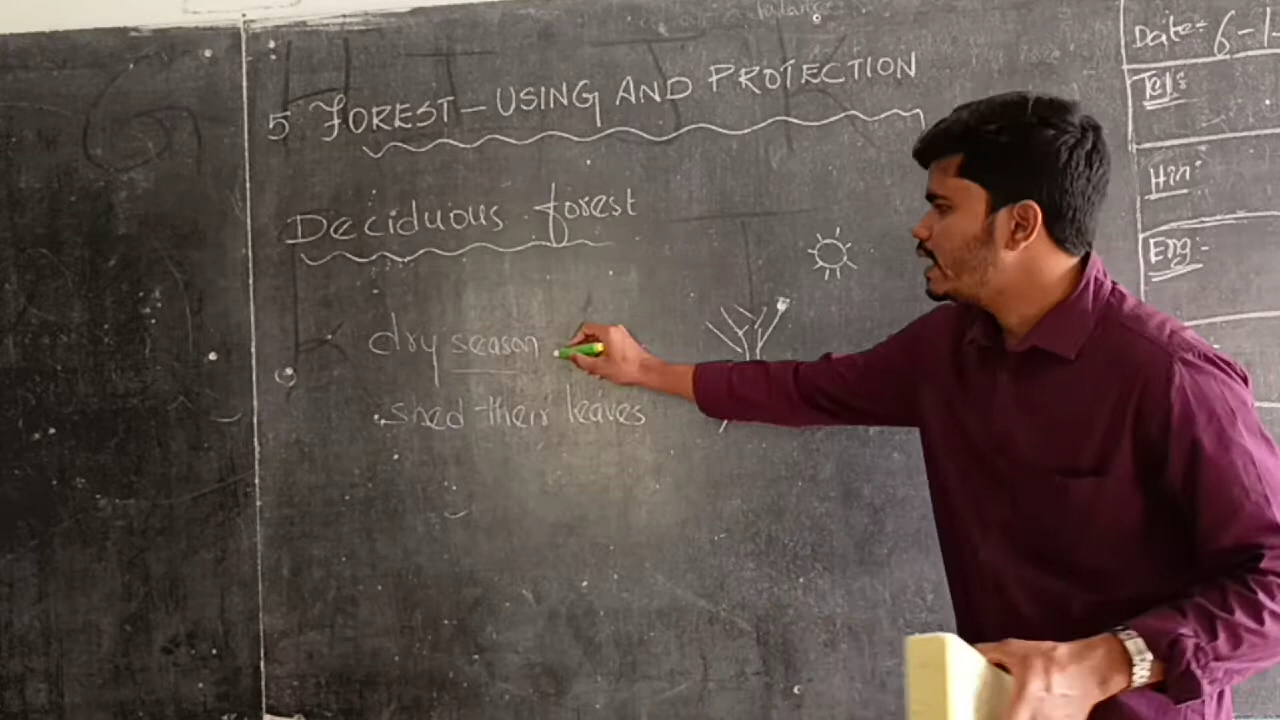 5 FOREST - USING AND PROTECTION
Deciduous forest
dry season
shed their leaves
Date:- 6-1-
Tel:
Hin:
Eng:-